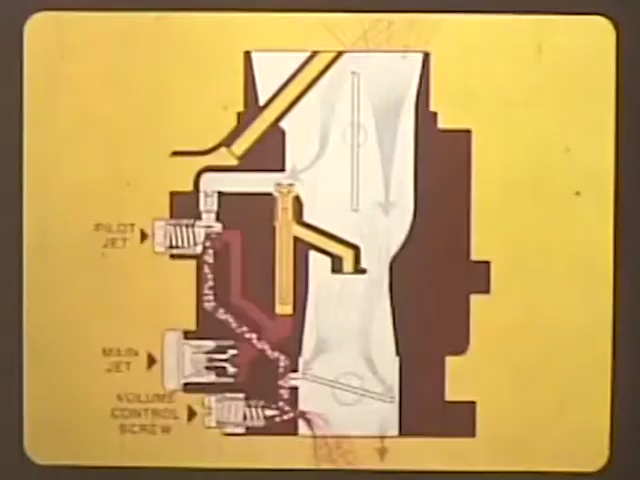 PILOT
JET
MAIN
JET
VOLUME
CONTROL
SCREW